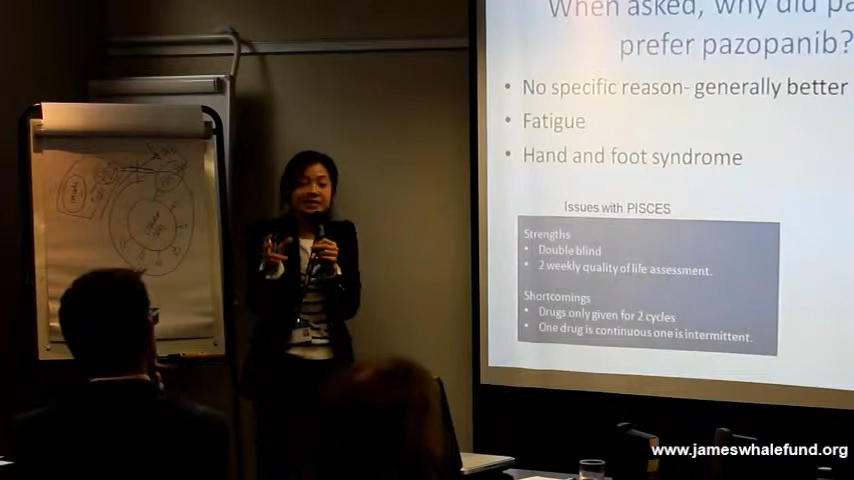 When asked, why did pa
prefer pazopanib?
• No specific reason- generally better
• Fatigue
• Hand and foot syndrome
Issues with PISCES
Strengths
• Double blind
• 2 weekly quality of life assessment.
Shortcomings
• Drugs only given for 2 cycles
• One drug is continuous one is intermittent.
www.jameswhalefund.org